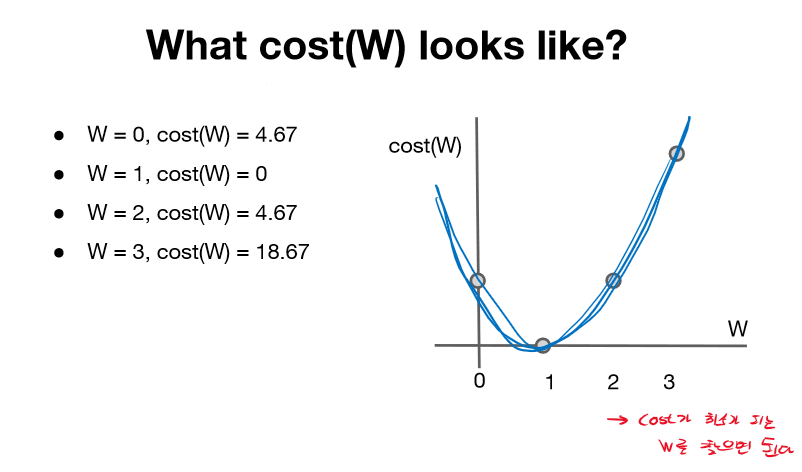 What cost(W) looks like?
● W = 0, cost(W) = 4.67
● W = 1, cost(W) = 0
● W = 2, cost(W) = 4.67
● W = 3, cost(W) = 18.67
cost(W)
W
0 1 2 3
→ cost가 최소가 되는
W를 찾으면 된다